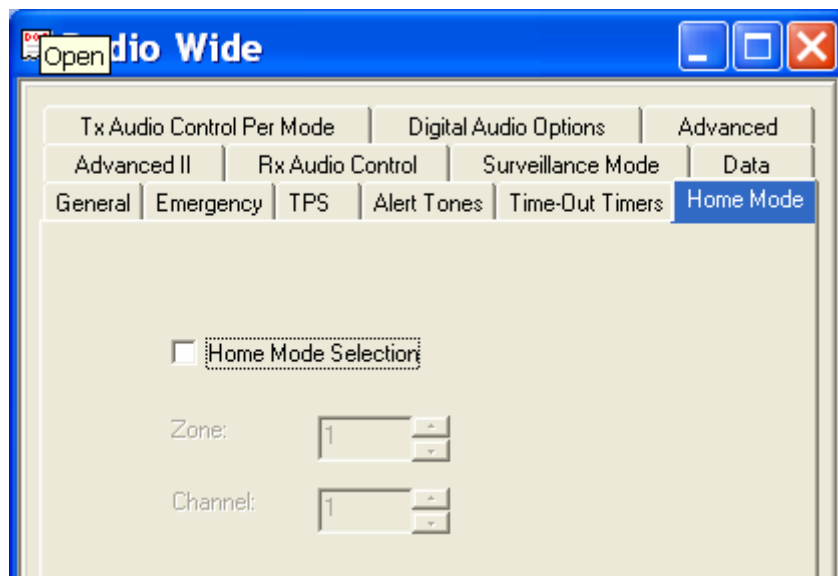 Open dio Wide
Tx Audio Control Per Mode Digital Audio Options Advanced
Advanced II Rx Audio Control Surveillance Mode Data
General Emergency TPS Alert Tones Time-Out Timers Home Mode
Home Mode Selection
Zone: 1
Channel: 1